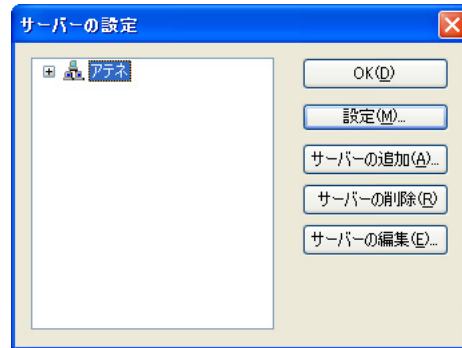 サーバーの設定
アテネ
OK(D)
設定(M)...
サーバーの追加(A)...
サーバーの削除(R)
サーバーの編集(E)...